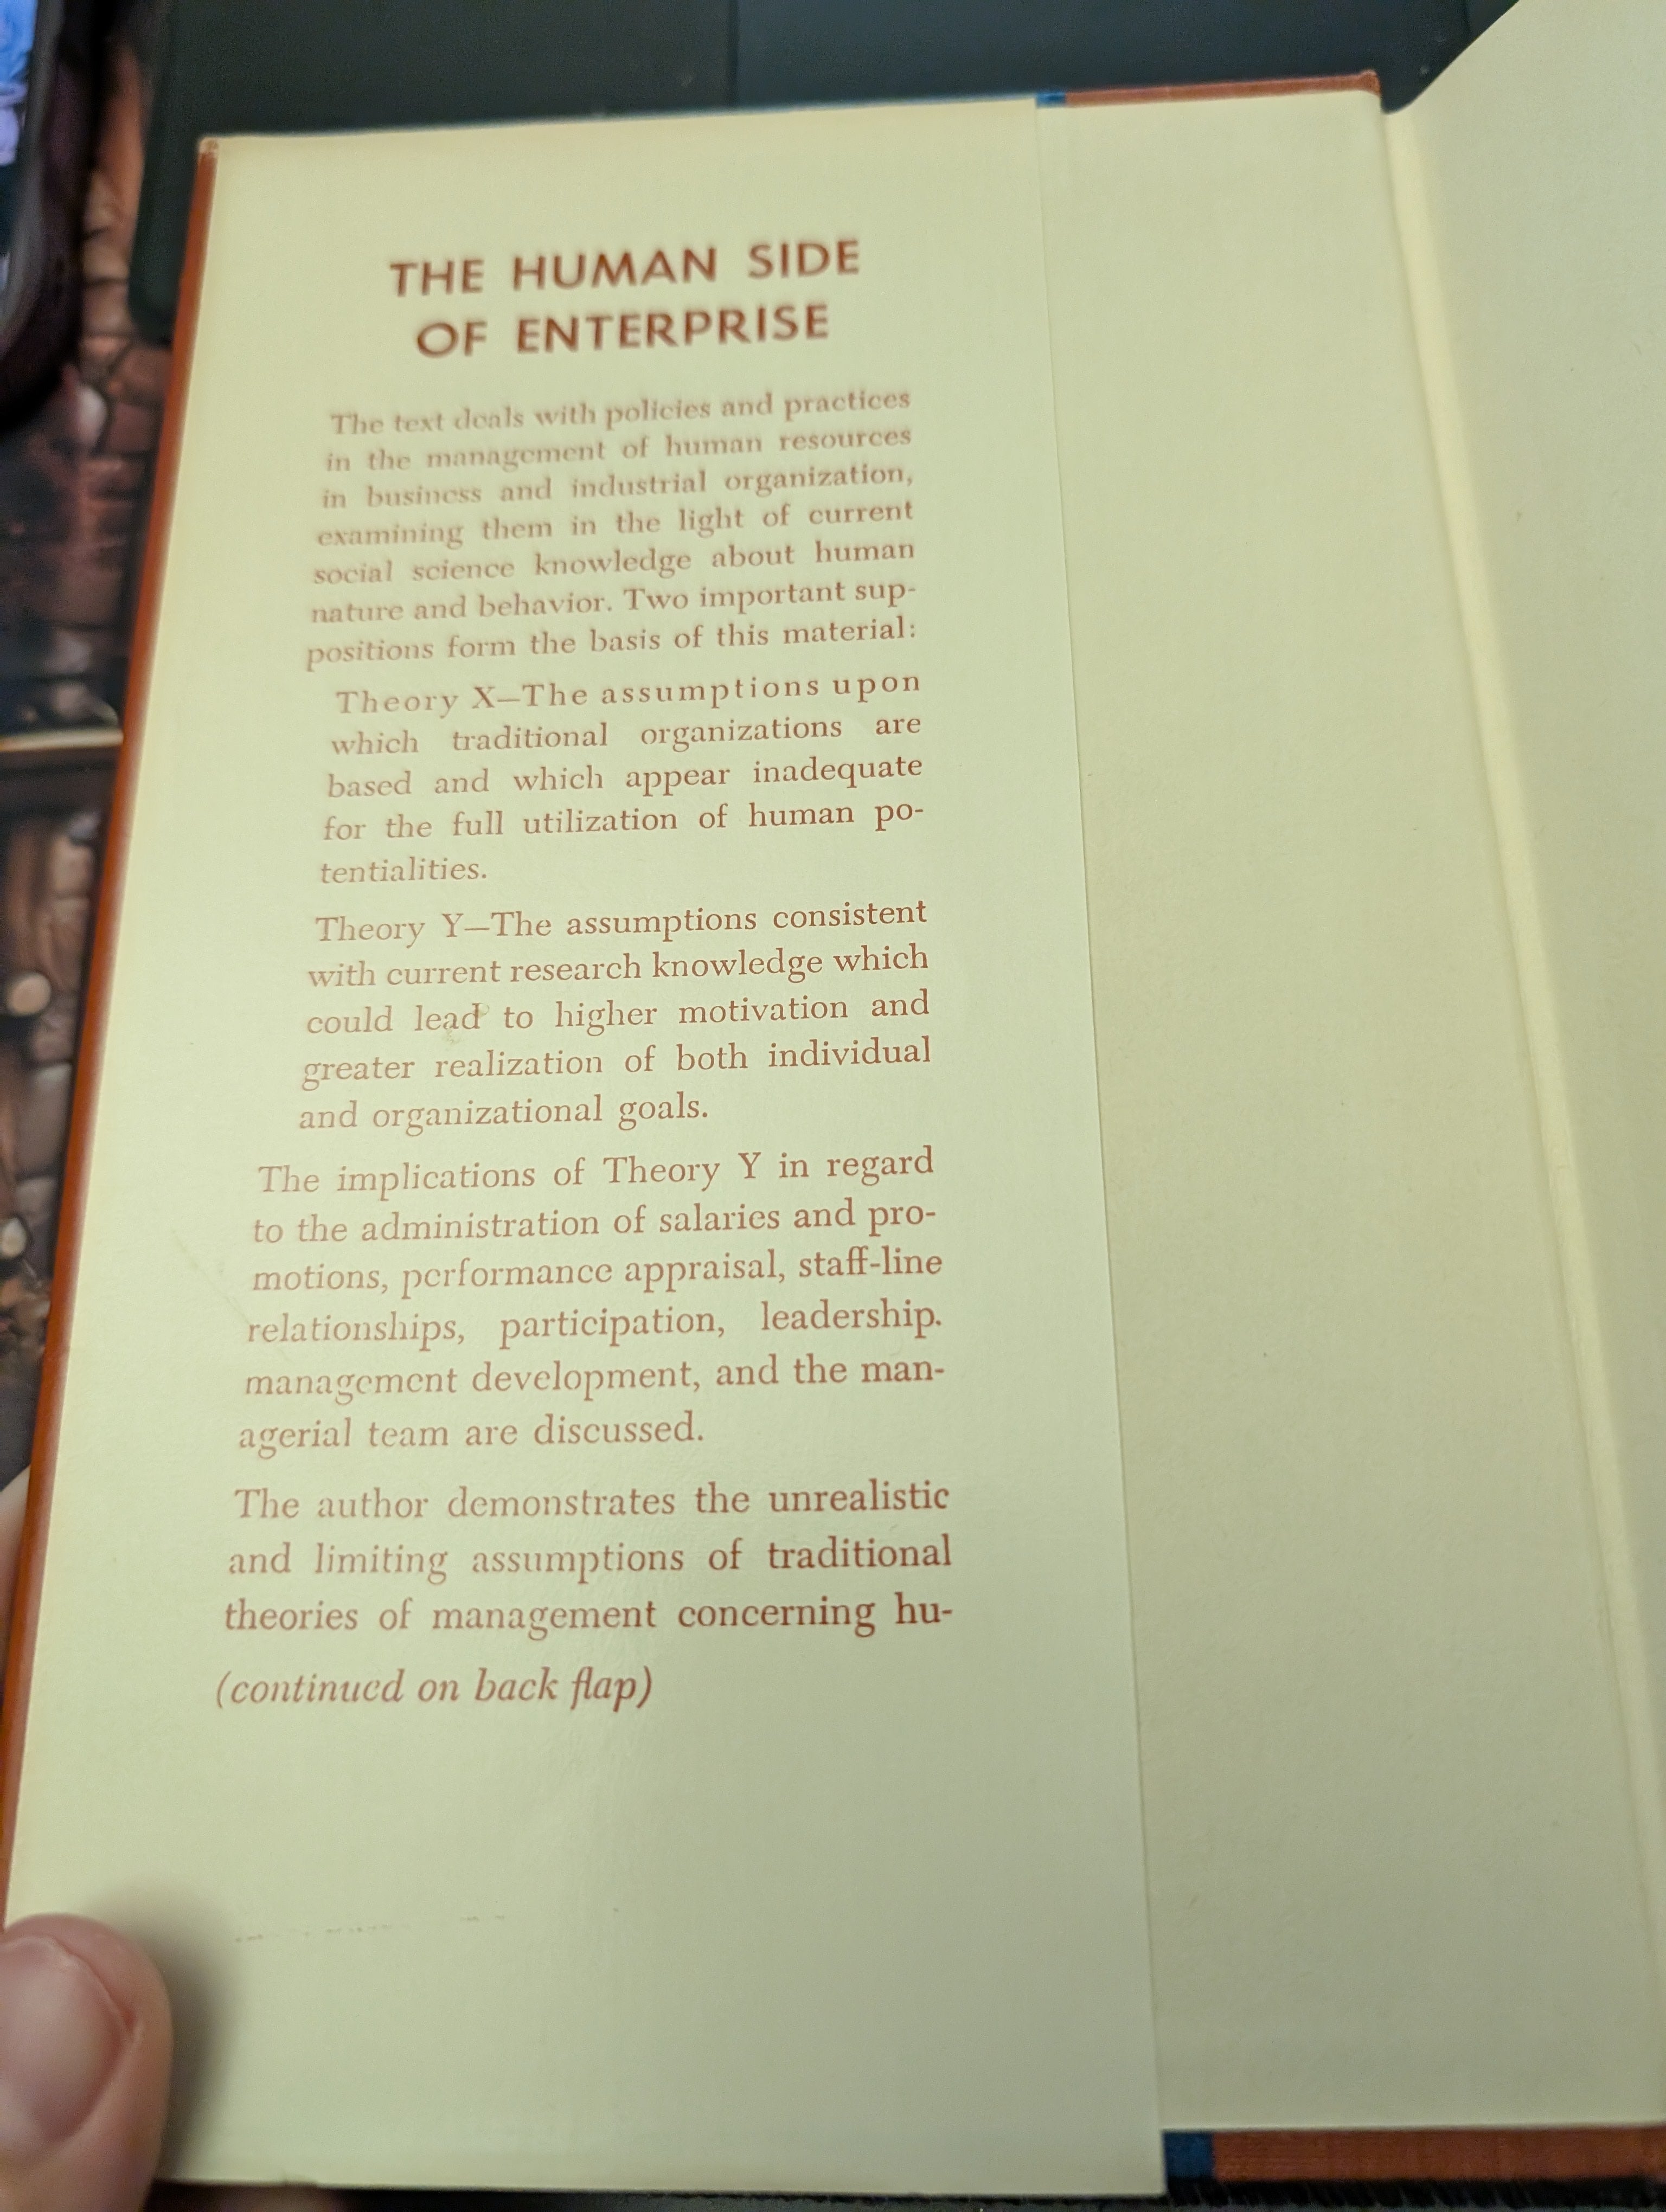 THE HUMAN SIDE
OF ENTERPRISE
The text deals with policies and practices
in the management of human resources
in business and industrial organization,
examining them in the light of current
social science knowledge about human
nature and behavior. Two important sup-
positions form the basis of this material:
Theory X—The assumptions upon
which traditional organizations are
based and which appear inadequate
for the full utilization of human po-
tentialities.
Theory Y—The assumptions consistent
with current research knowledge which
could lead to higher motivation and
greater realization of both individual
and organizational goals.
The implications of Theory Y in regard
to the administration of salaries and pro-
motions, performance appraisal, staff-line
relationships, participation, leadership.
management development, and the man-
agerial team are discussed.
The author demonstrates the unrealistic
and limiting assumptions of traditional
theories of management concerning hu-
(continued on back flap)